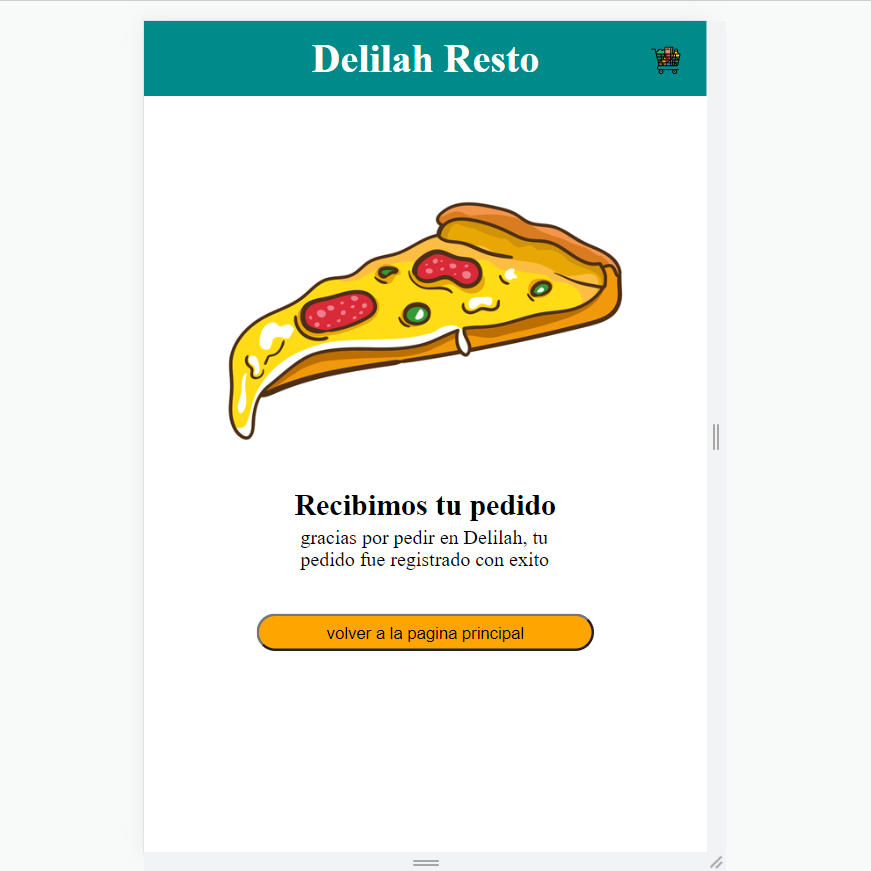 Delilah Resto
Recibimos tu pedido
gracias por pedir en Delilah, tu
pedido fue registrado con exito
volver a la pagina principal